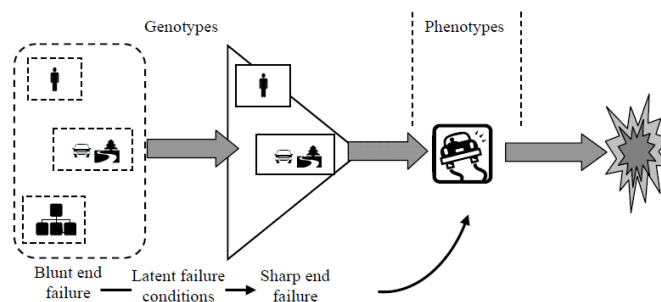 Genotypes
Phenotypes
Blunt end
failure
Latent failure
conditions
Sharp end
failure